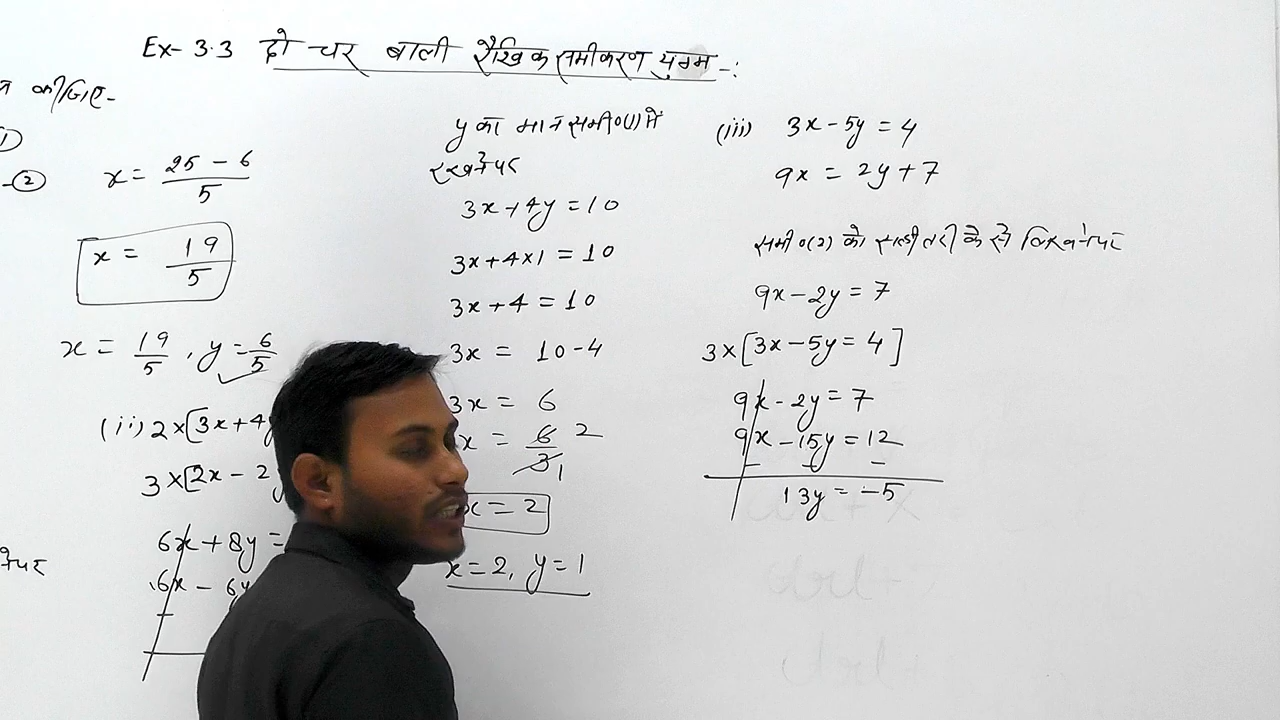 Ex- 3.3 दो चर बाली रैखिक समीकरण युग्म -:
कीजिए-
1
-②
x = 25 - 6 / 5
x = 19 / 5
x = 19/5 , y = 6/5
(ii) 2×[3x+4y
3×[2x - 2y
6x + 8y =
6x - 6y
-
y का मान समी०(1) में
रखने पर
3x + 4y = 10
3x + 4×1 = 10
3x + 4 = 10
3x = 10-4
3x = 6
x = 6/3 2 1
x = 2
x = 2, y = 1
(iii) 3x - 5y = 4
9x = 2y + 7
समी०(2) को सही तरीके से लिखने पर
9x - 2y = 7
3×[3x - 5y = 4]
9x - 2y = 7
9x - 15y = 12
- + -
13y = -5